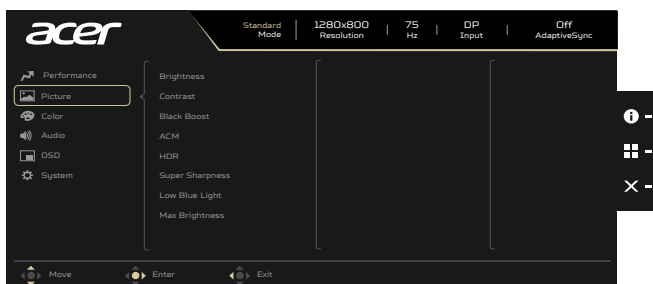 acer
Standard Mode
1280x800 Resolution
75 Hz
DP Input
Off AdaptiveSync
Performance
Picture
Color
Audio
OSD
System
Brightness
Contrast
Black Boost
ACM
HDR
Super Sharpness
Low Blue Light
Max Brightness
Move
Enter
Exit